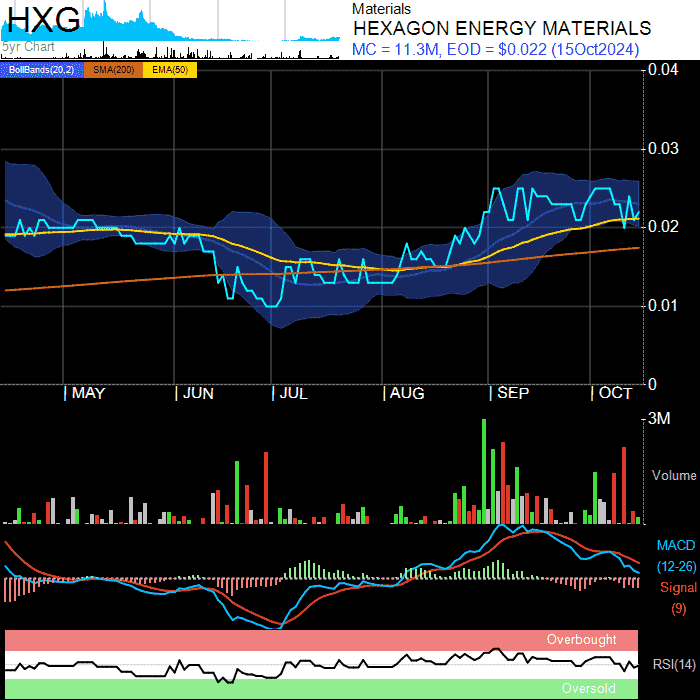 HXG
5yr Chart
Materials
HEXAGON ENERGY MATERIALS
MC = 11.3M, EOD = $0.022 (15Oct2024)
BollBands(20,2) SMA(200) EMA(50)
0.04
0.03
0.02
0.01
0
MAY JUN JUL AUG SEP OCT
3M
Volume
MACD
(12-26)
Signal
(9)
Overbought
RSI(14)
Oversold